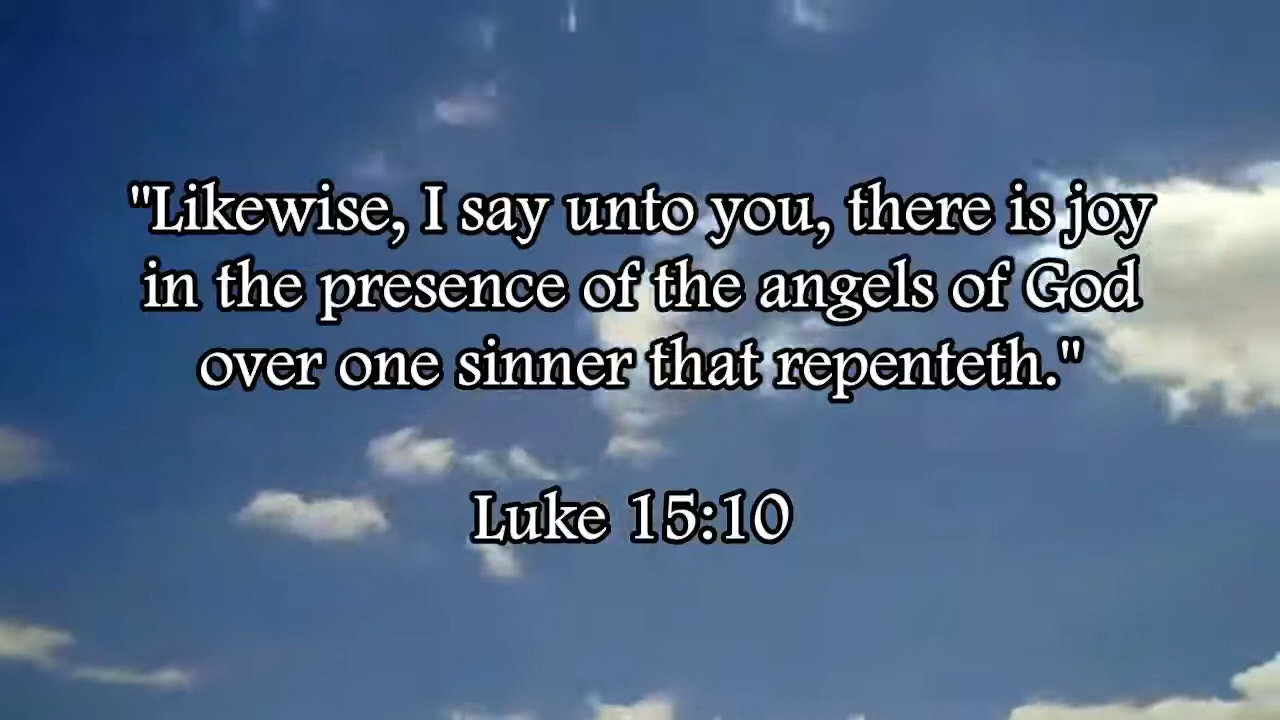 "Likewise, I say unto you, there is joy
in the presence of the angels of God
over one sinner that repenteth."
Luke 15:10